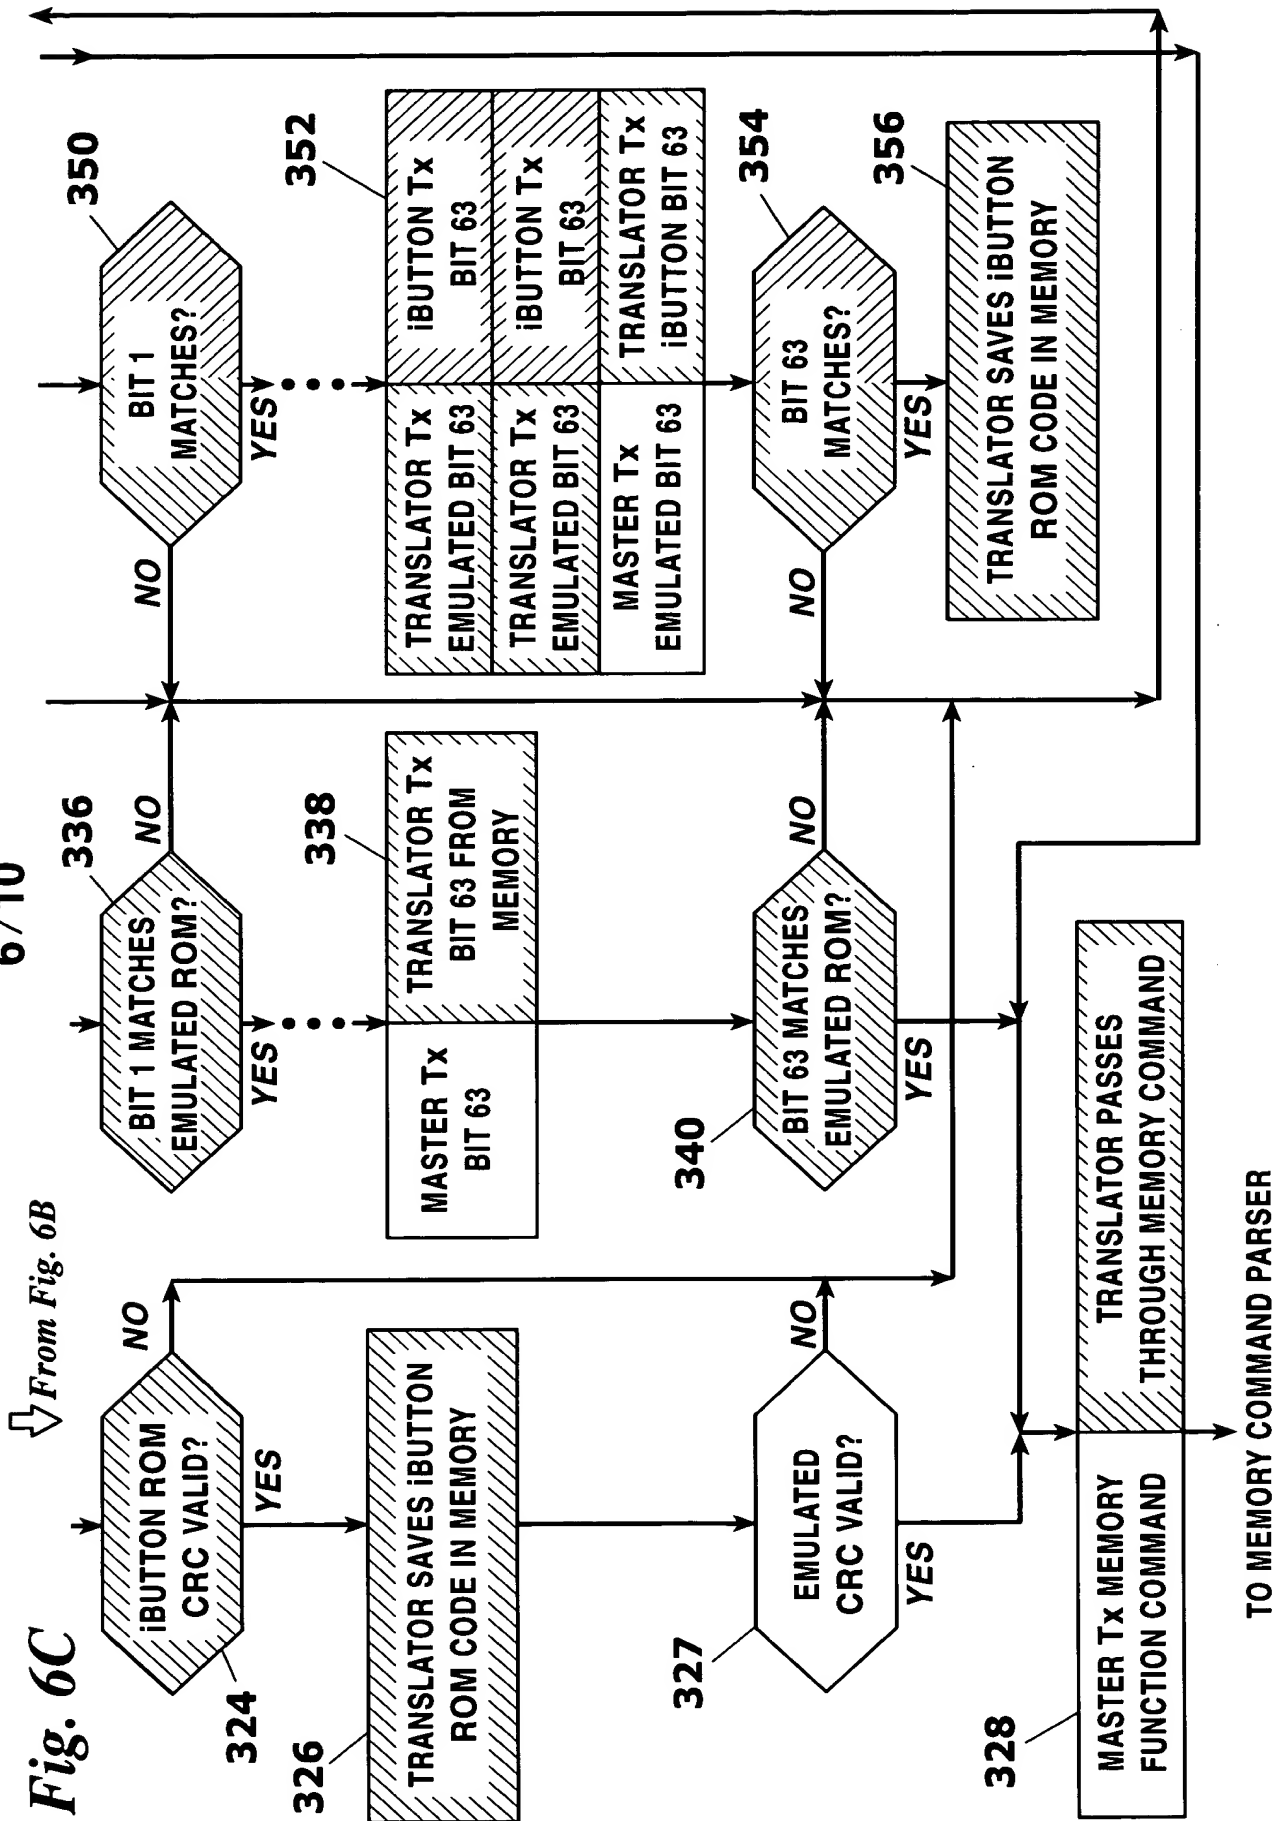 6/10
Fig. 6C
From Fig. 6B
iBUTTON ROM
CRC VALID?
324
NO
YES
TRANSLATOR SAVES iBUTTON
ROM CODE IN MEMORY
326
EMULATED
CRC VALID?
327
NO
YES
MASTER Tx MEMORY
FUNCTION COMMAND
TRANSLATOR PASSES
THROUGH MEMORY COMMAND
328
TO MEMORY COMMAND PARSER
BIT 1 MATCHES
EMULATED ROM?
336
NO
YES
MASTER Tx
BIT 63
TRANSLATOR Tx
BIT 63 FROM
MEMORY
338
BIT 63 MATCHES
EMULATED ROM?
340
NO
YES
BIT 1
MATCHES?
350
NO
YES
TRANSLATOR Tx
EMULATED BIT 63
iBUTTON Tx
BIT 63
352
TRANSLATOR Tx
EMULATED BIT 63
iBUTTON Tx
BIT 63
MASTER Tx
EMULATED BIT 63
TRANSLATOR Tx
iBUTTON BIT 63
BIT 63
MATCHES?
354
NO
YES
TRANSLATOR SAVES iBUTTON
ROM CODE IN MEMORY
356